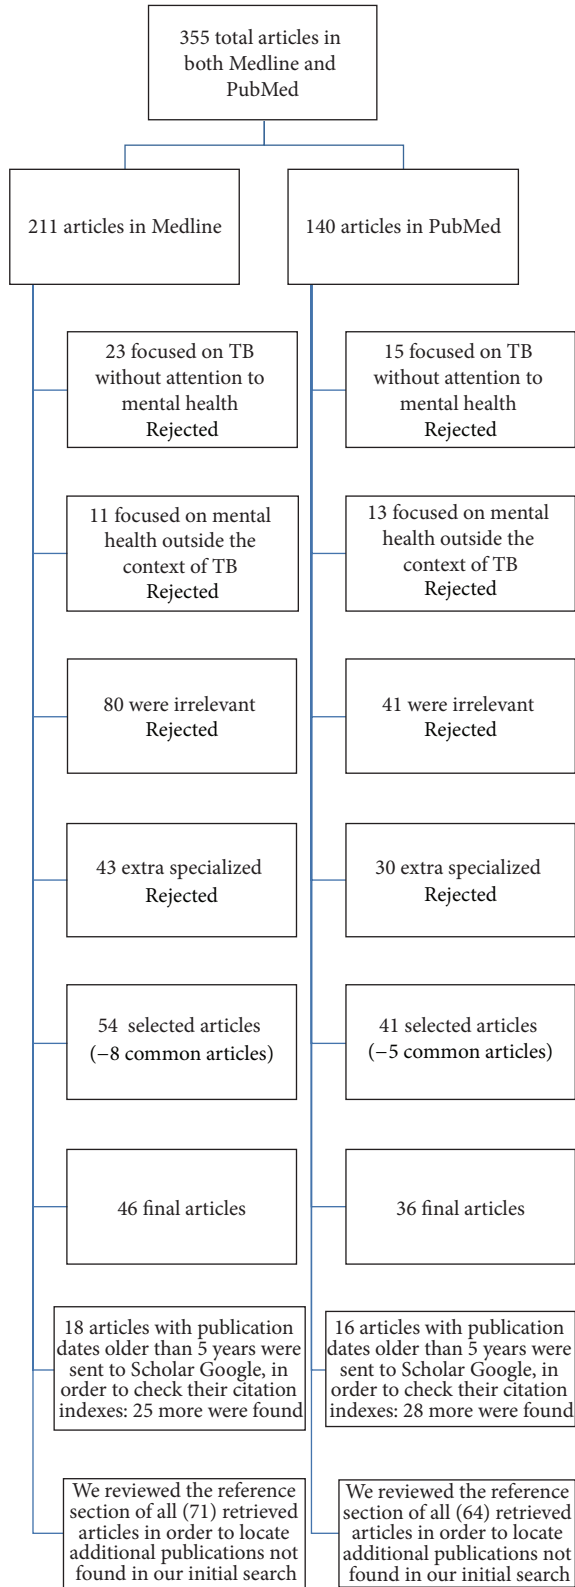 355 total articles in
both Medline and
PubMed
211 articles in Medline
140 articles in PubMed
23 focused on TB
without attention to
mental health
Rejected
15 focused on TB
without attention to
mental health
Rejected
11 focused on mental
health outside the
context of TB
Rejected
13 focused on mental
health outside the
context of TB
Rejected
80 were irrelevant
Rejected
41 were irrelevant
Rejected
43 extra specialized
Rejected
30 extra specialized
Rejected
54 selected articles
(−8 common articles)
41 selected articles
(−5 common articles)
46 final articles
36 final articles
18 articles with publication
dates older than 5 years were
sent to Scholar Google, in
order to check their citation
indexes: 25 more were found
16 articles with publication
dates older than 5 years were
sent to Scholar Google, in
order to check their citation
indexes: 28 more were found
We reviewed the reference
section of all (71) retrieved
articles in order to locate
additional publications not
found in our initial search
We reviewed the reference
section of all (64) retrieved
articles in order to locate
additional publications not
found in our initial search